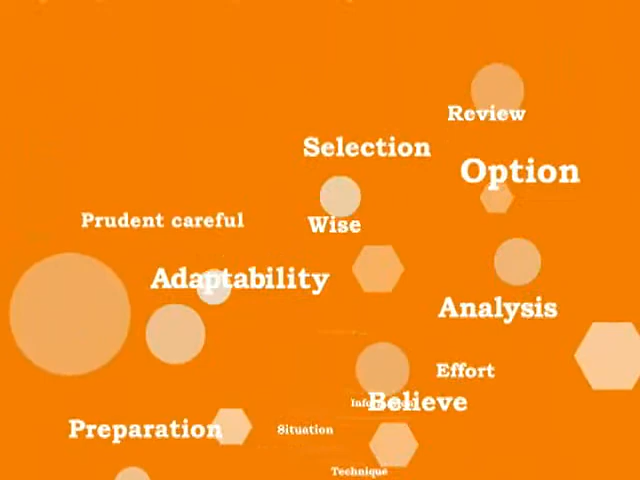 Review
Selection
Option
Prudent careful
Wise
Adaptability
Analysis
Effort
Believe
Preparation
Situation
Technique